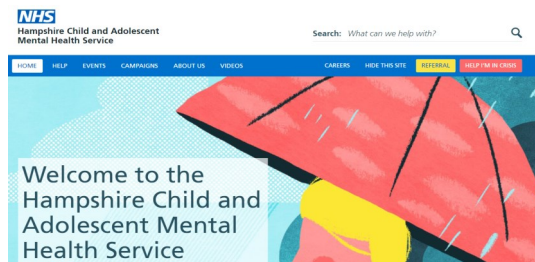 NHS
Hampshire Child and Adolescent
Mental Health Service
Search: What can we help with?
HOME HELP EVENTS CAMPAIGNS ABOUT US VIDEOS CAREERS HIDE THIS SITE REFERRAL HELP I'M IN CRISIS
Welcome to the
Hampshire Child and
Adolescent Mental
Health Service